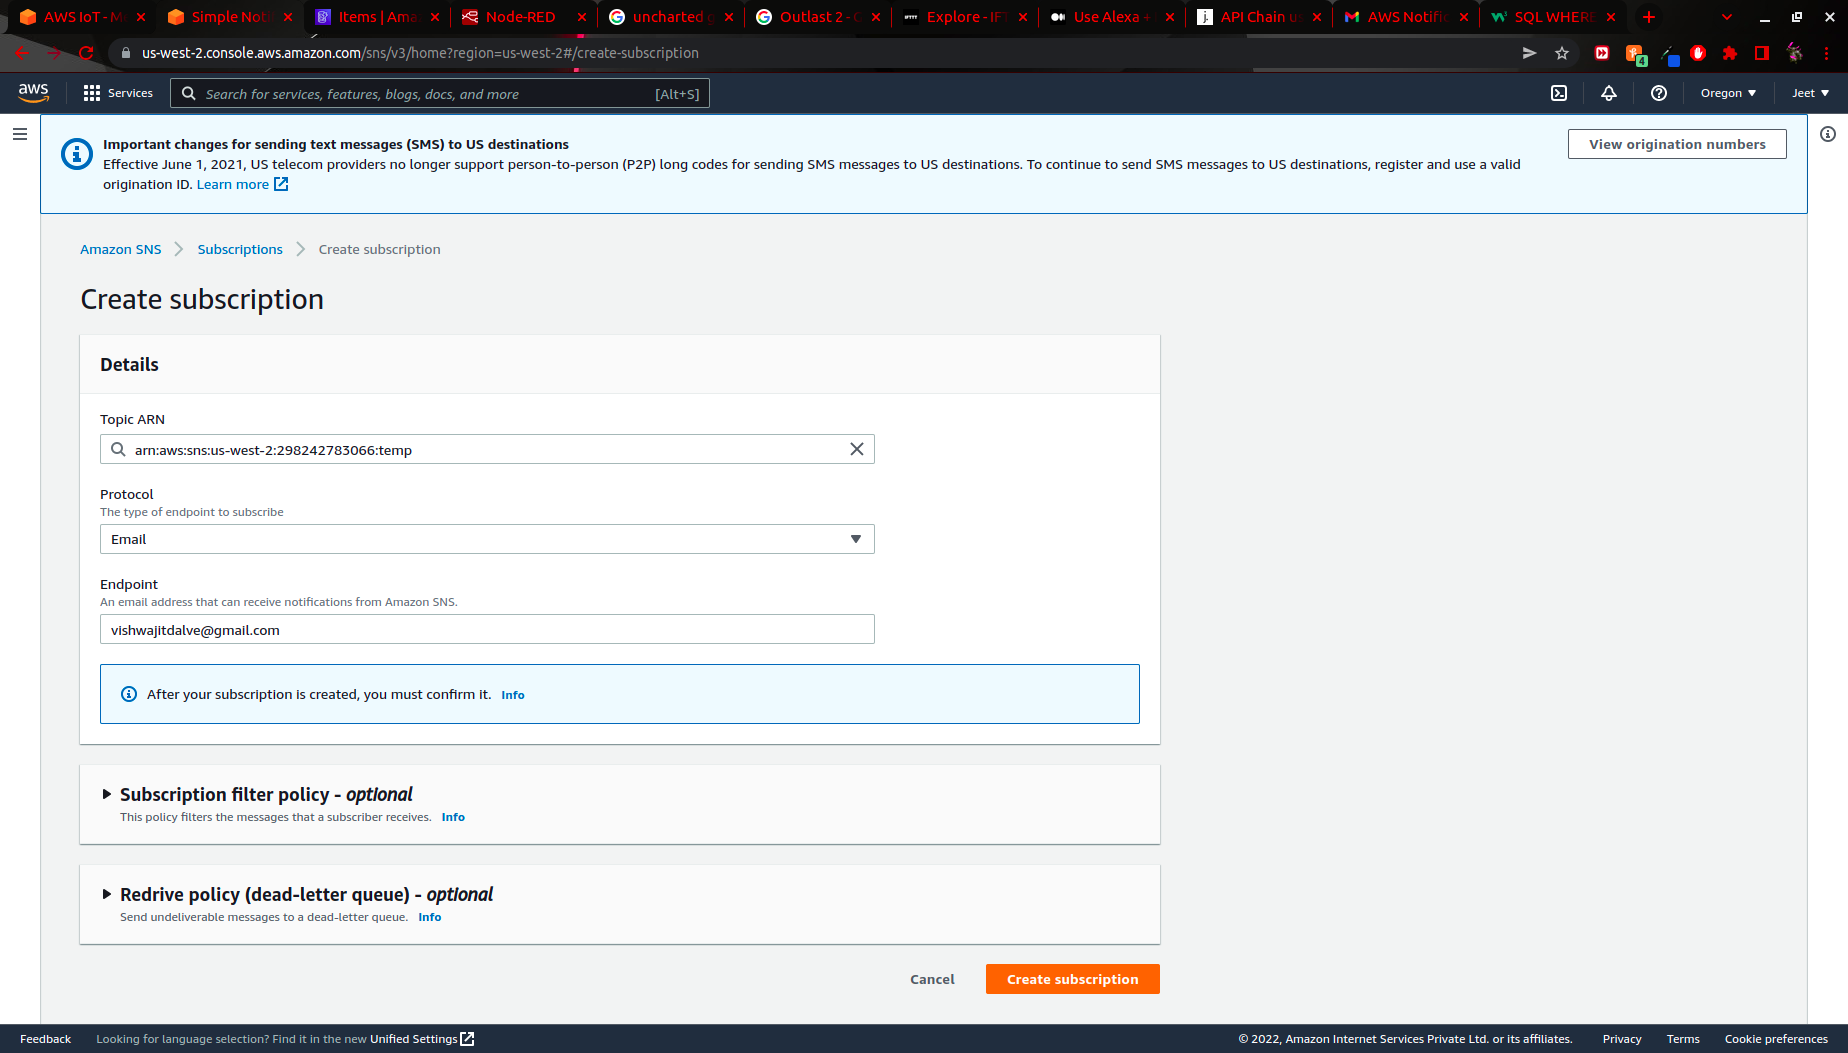 AWS IoT - M
Simple Noti
Items | Ama
Node-RED
uncharted g
Outlast 2 - C
Explore - IFT
Use Alexa +
API Chain us
AWS Notific
SQL WHERE
us-west-2.console.aws.amazon.com/sns/v3/home?region=us-west-2#/create-subscription
4
aws
Services
Search for services, features, blogs, docs, and more
[Alt+S]
Oregon
Jeet
Important changes for sending text messages (SMS) to US destinations
Effective June 1, 2021, US telecom providers no longer support person-to-person (P2P) long codes for sending SMS messages to US destinations. To continue to send SMS messages to US destinations, register and use a valid
origination ID. Learn more
View origination numbers
Amazon SNS
Subscriptions
Create subscription
Create subscription
Details
Topic ARN
arn:aws:sns:us-west-2:298242783066:temp
Protocol
The type of endpoint to subscribe
Email
Endpoint
An email address that can receive notifications from Amazon SNS.
vishwajitdalve@gmail.com
After your subscription is created, you must confirm it. Info
Subscription filter policy - optional
This policy filters the messages that a subscriber receives. Info
Redrive policy (dead-letter queue) - optional
Send undeliverable messages to a dead-letter queue. Info
Cancel
Create subscription
Feedback
Looking for language selection? Find it in the new Unified Settings
© 2022, Amazon Internet Services Private Ltd. or its affiliates.
Privacy
Terms
Cookie preferences